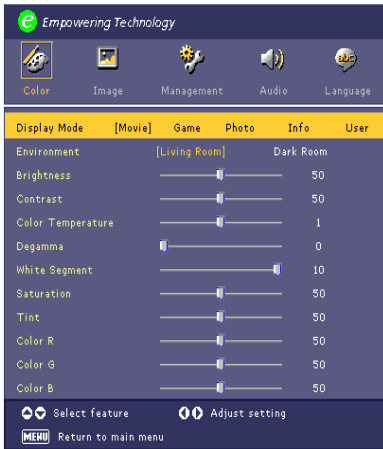 e Empowering Technology
Color Image Management Audio Language
Display Mode [Movie] Game Photo Info User
Environment [Living Room] Dark Room
Brightness 50
Contrast 50
Color Temperature 1
Degamma 0
White Segment 10
Saturation 50
Tint 50
Color R 50
Color G 50
Color B 50
Select feature Adjust setting
MENU Return to main menu